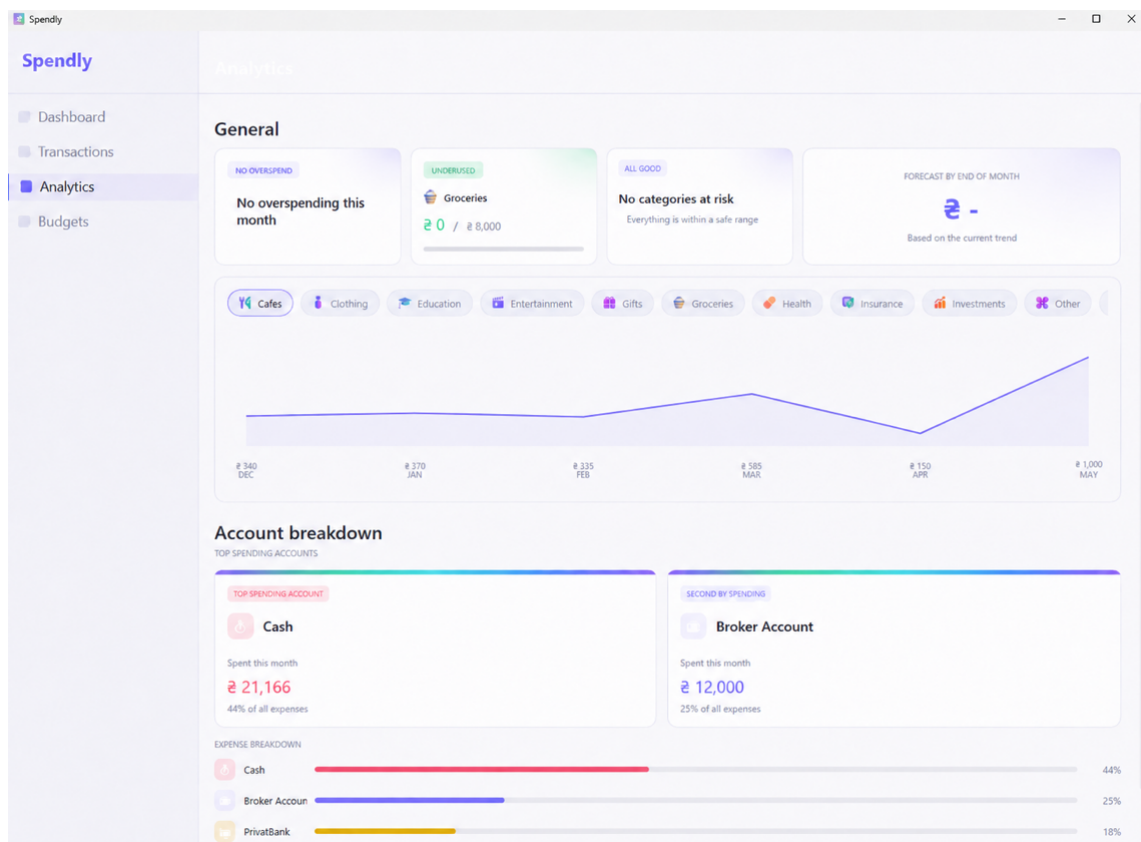 Spendly
Spendly
Analytics
Dashboard
Transactions
Analytics
Budgets
General
NO OVERSPEND
No overspending this
month
UNDERUSED
Groceries
₴ 0 / ₴ 8,000
ALL GOOD
No categories at risk
Everything is within a safe range
FORECAST BY END OF MONTH
₴ -
Based on the current trend
Cafes Clothing Education Entertainment Gifts Groceries Health Insurance Investments Other
₴ 340
DEC
₴ 370
JAN
₴ 335
FEB
₴ 585
MAR
₴ 150
APR
₴ 1,000
MAY
Account breakdown
TOP SPENDING ACCOUNTS
TOP SPENDING ACCOUNT
Cash
Spent this month
₴ 21,166
44% of all expenses
SECOND BY SPENDING
Broker Account
Spent this month
₴ 12,000
25% of all expenses
EXPENSE BREAKDOWN
Cash 44%
Broker Accoun 25%
PrivatBank 18%